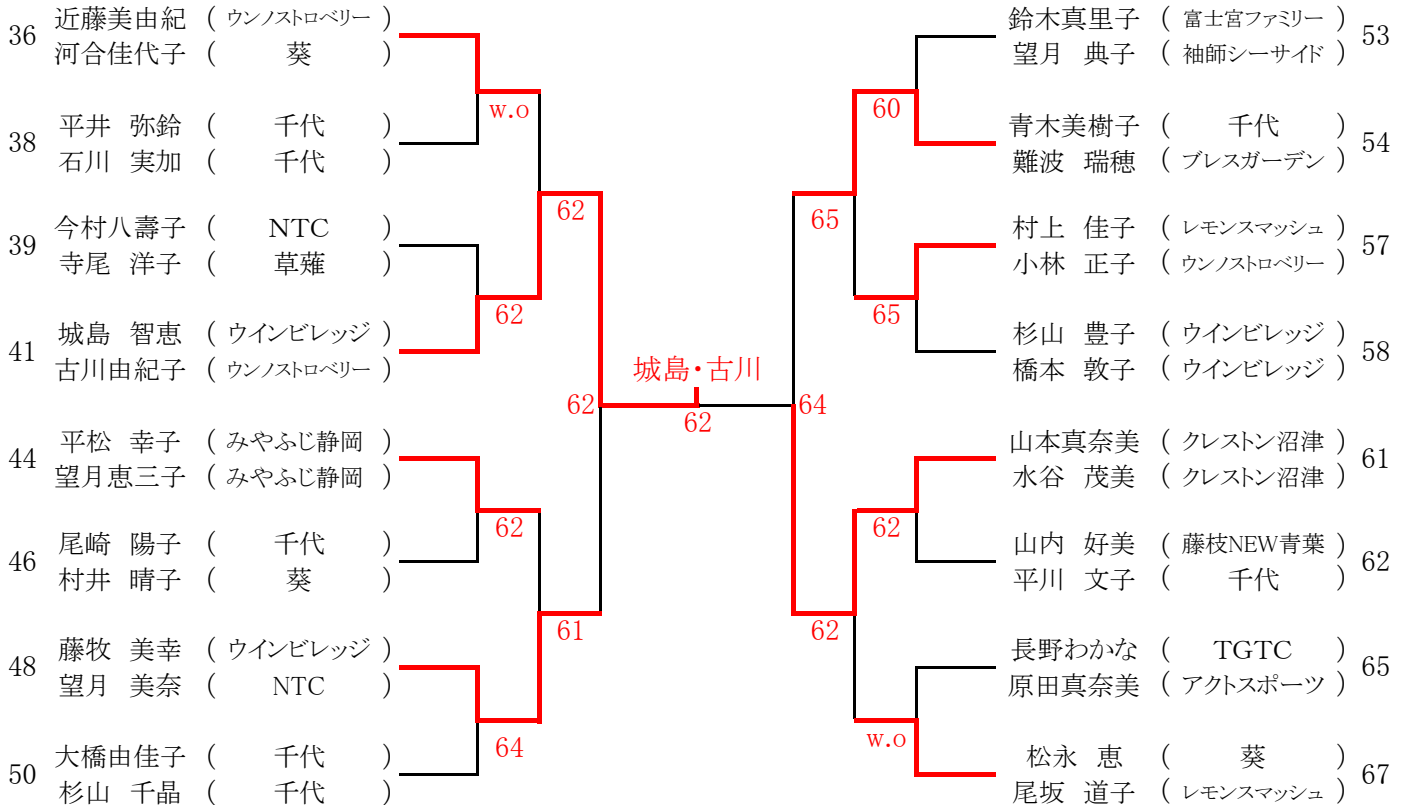 36 近藤美由紀 ( ウンノストロベリー )
河合佳代子 ( 葵 )
w.o
38 平井 弥鈴 ( 千代 )
石川 実加 ( 千代 )
62
39 今村八壽子 ( NTC )
寺尾 洋子 ( 草薙 )
62
41 城島 智恵 ( ウインビレッジ )
古川由紀子 ( ウンノストロベリー )
62
44 平松 幸子 ( みやふじ静岡 )
望月恵三子 ( みやふじ静岡 )
62
46 尾崎 陽子 ( 千代 )
村井 晴子 ( 葵 )
61
48 藤牧 美幸 ( ウインビレッジ )
望月 美奈 ( NTC )
64
50 大橋由佳子 ( 千代 )
杉山 千晶 ( 千代 )
城島・古川
62
鈴木真里子 ( 富士宮ファミリー ) 53
望月 典子 ( 袖師シーサイド )
60
青木美樹子 ( 千代 ) 54
難波 瑞穂 ( ブレスガーデン )
65
村上 佳子 ( レモンスマッシュ ) 57
小林 正子 ( ウンノストロベリー )
65
杉山 豊子 ( ウインビレッジ ) 58
橋本 敦子 ( ウインビレッジ )
64
山本真奈美 ( クレストン沼津 ) 61
水谷 茂美 ( クレストン沼津 )
62
山内 好美 ( 藤枝NEW青葉 ) 62
平川 文子 ( 千代 )
62
長野わかな ( TGTC ) 65
原田真奈美 ( アクトスポーツ )
w.o
松永 恵 ( 葵 ) 67
尾坂 道子 ( レモンスマッシュ )